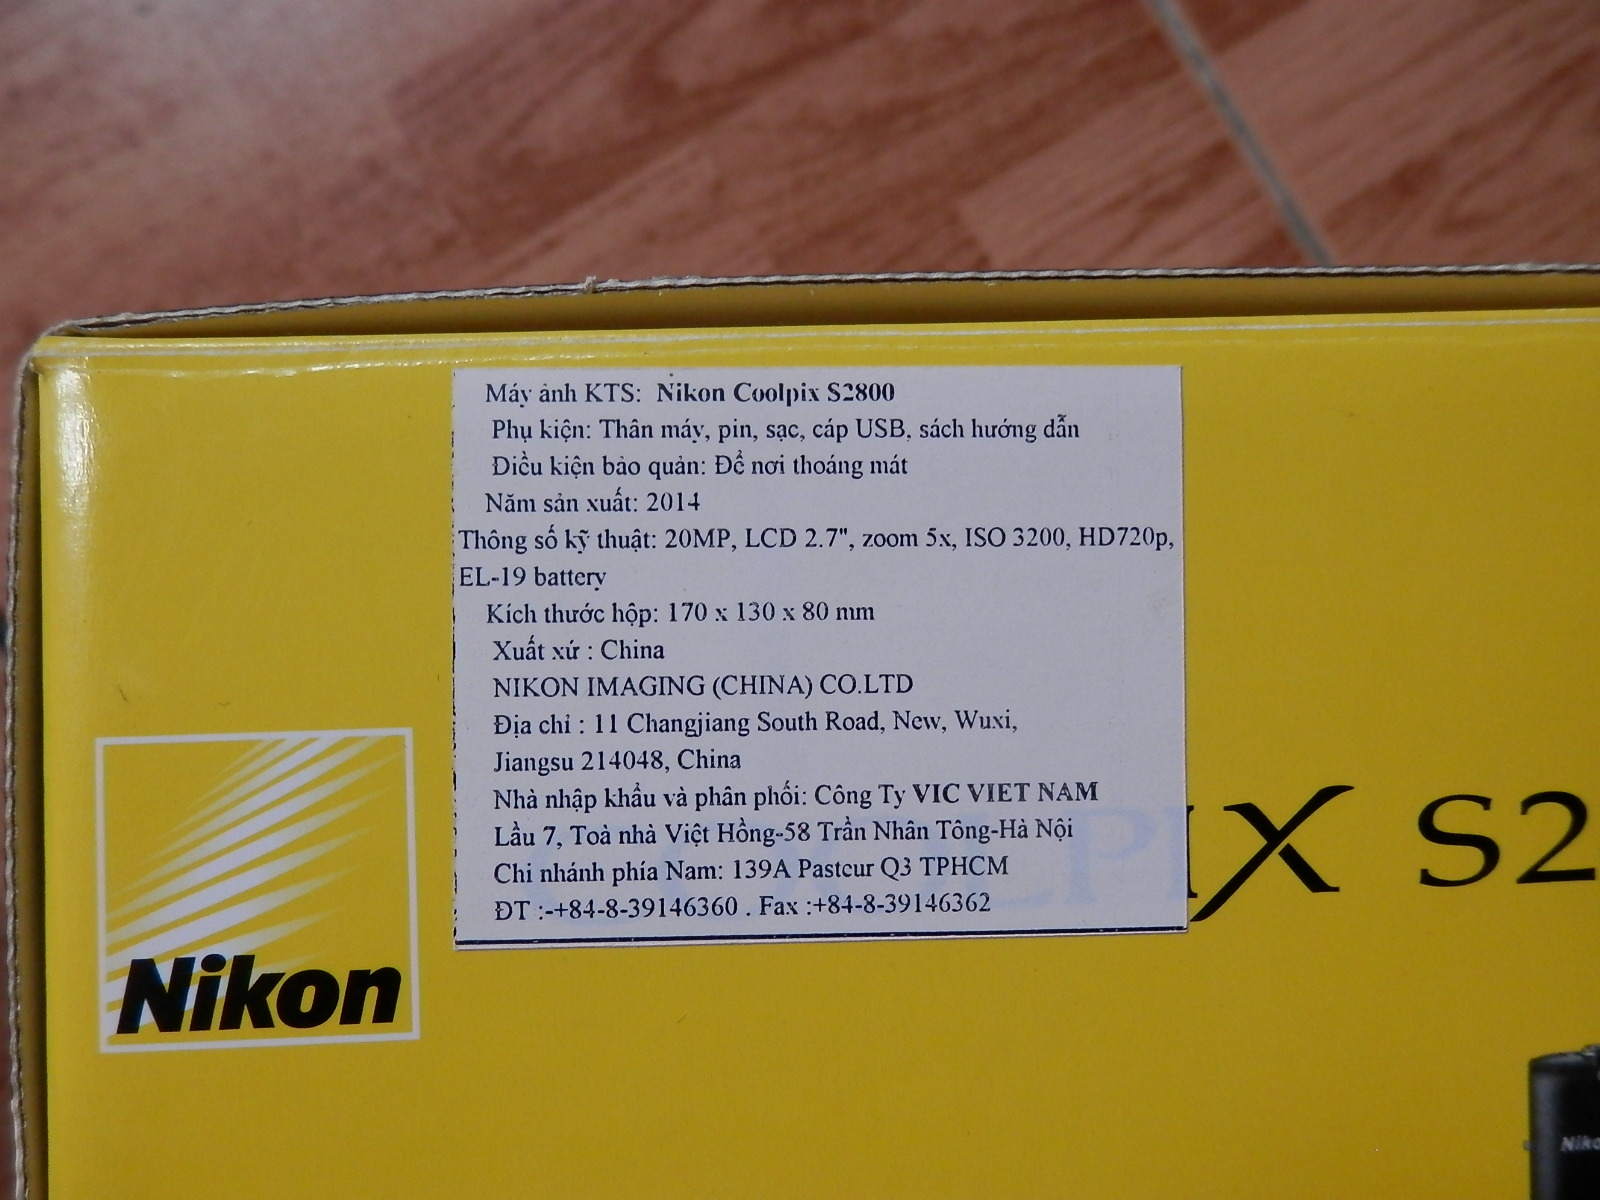 Máy ảnh KTS: Nikon Coolpix S2800
Phụ kiện: Thân máy, pin, sạc, cáp USB, sách hướng dẫn
Điều kiện bảo quản: Để nơi thoáng mát
Năm sản xuất: 2014
Thông số kỹ thuật: 20MP, LCD 2.7", zoom 5x, ISO 3200, HD720p,
EL-19 battery
Kích thước hộp: 170 x 130 x 80 mm
Xuất xứ : China
NIKON IMAGING (CHINA) CO.LTD
Địa chỉ : 11 Changjiang South Road, New, Wuxi,
Jiangsu 214048, China
Nhà nhập khẩu và phân phối: Công Ty VIC VIET NAM
Lầu 7, Toà nhà Việt Hồng-58 Trần Nhân Tông-Hà Nội
Chi nhánh phía Nam: 139A Pasteur Q3 TPHCM
ĐT :-+84-8-39146360 . Fax :+84-8-39146362
COOLPIX S2
Nikon
Niko